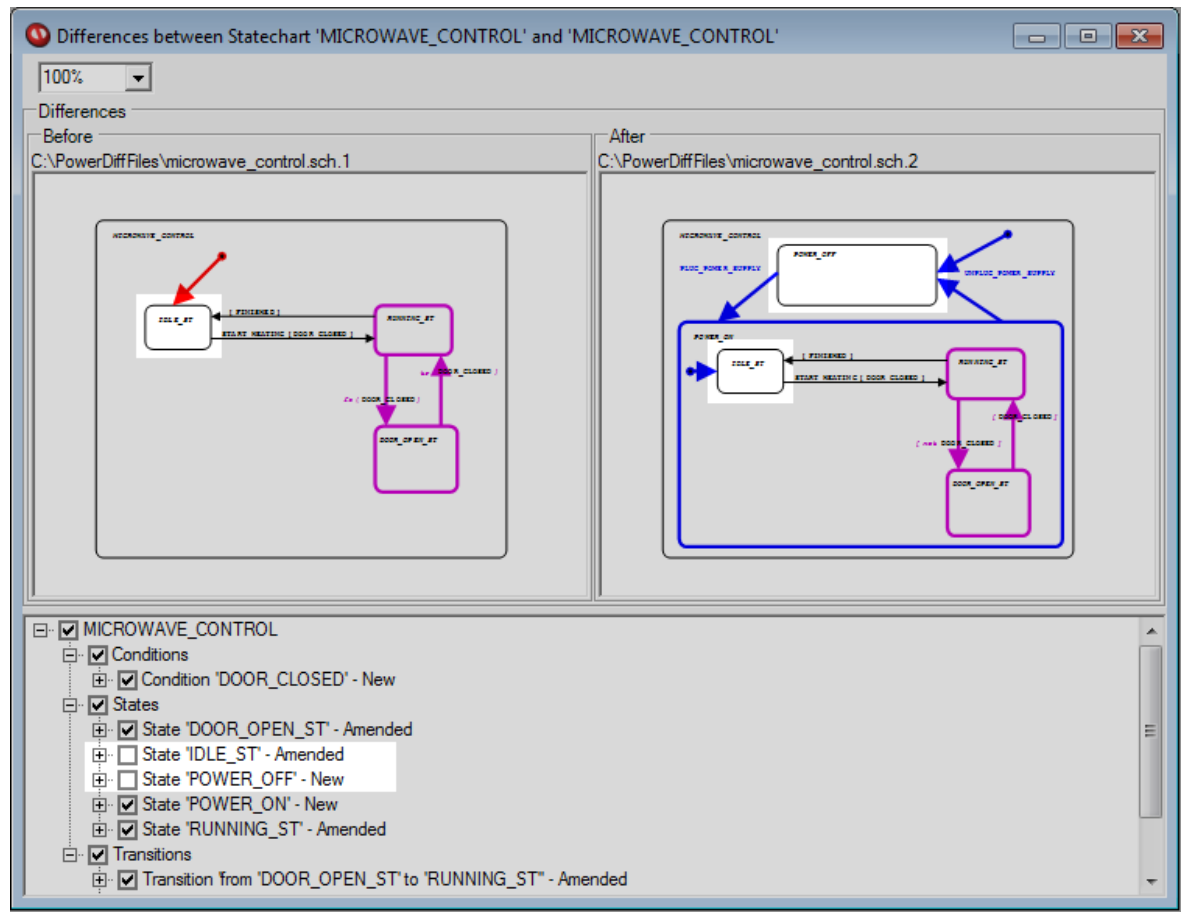 Differences between Statechart 'MICROWAVE_CONTROL' and 'MICROWAVE_CONTROL'
100%
Differences
Before
C:\PowerDiffFiles\microwave_control.sch.1
MICROWAVE_CONTROL
IDLE_ST
[ FINISHED ]
START_HEATING [ DOOR_CLOSED ]
RUNNING_ST
DOOR_CLOSED )
fs ( DOOR_CLOSED )
DOOR_OPEN_ST
After
C:\PowerDiffFiles\microwave_control.sch.2
MICROWAVE_CONTROL
POWER_OFF
PLUG_POWER_SUPPLY
UNPLUG_POWER_SUPPLY
POWER_ON
IDLE_ST
[ FINISHED ]
START_HEATING [ DOOR_CLOSED ]
RUNNING_ST
[ DOOR_CLOSED ]
[ not DOOR_CLOSED ]
DOOR_OPEN_ST
MICROWAVE_CONTROL
Conditions
Condition 'DOOR_CLOSED' - New
States
State 'DOOR_OPEN_ST' - Amended
State 'IDLE_ST' - Amended
State 'POWER_OFF' - New
State 'POWER_ON' - New
State 'RUNNING_ST' - Amended
Transitions
Transition 'from 'DOOR_OPEN_ST' to 'RUNNING_ST'' - Amended